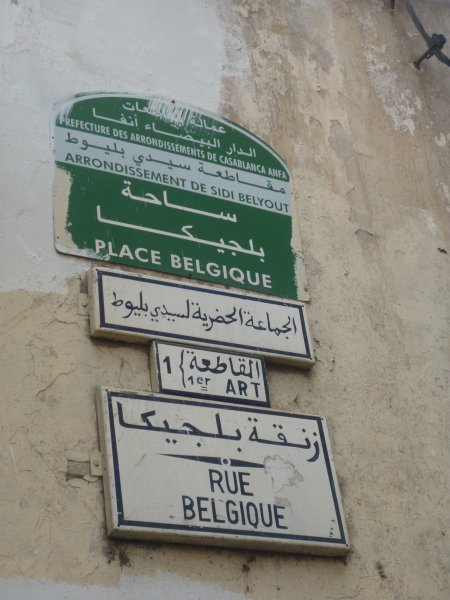 عمالة
الدار البيضاء أنفا
PREFECTURE DES ARRONDISSEMENTS DE CASABLANCA ANFA
مقاطعة سيدي بليوط
ARRONDISSEMENT DE SIDI BELYOUT
ساحة
بلجيكا
PLACE BELGIQUE
الجماعة الحضرية لسيدي بليوط
1 { المقاطعة
1er ART
زنقة بلجيكا
RUE
BELGIQUE